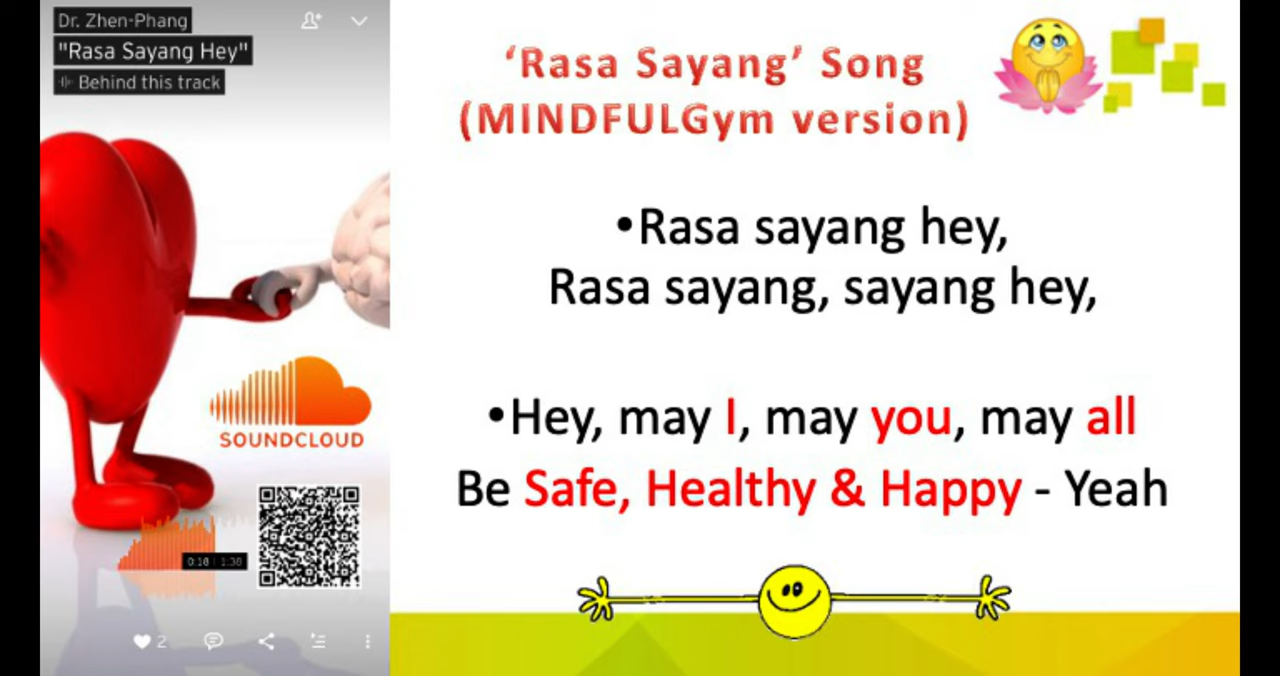 Dr. Zhen-Phang
"Rasa Sayang Hey"
Behind this track
SOUNDCLOUD
0:10 | 1:30
2
‘Rasa Sayang’ Song
(MINDFULGym version)
•Rasa sayang hey,
Rasa sayang, sayang hey,
•Hey, may I, may you, may all
Be Safe, Healthy & Happy - Yeah